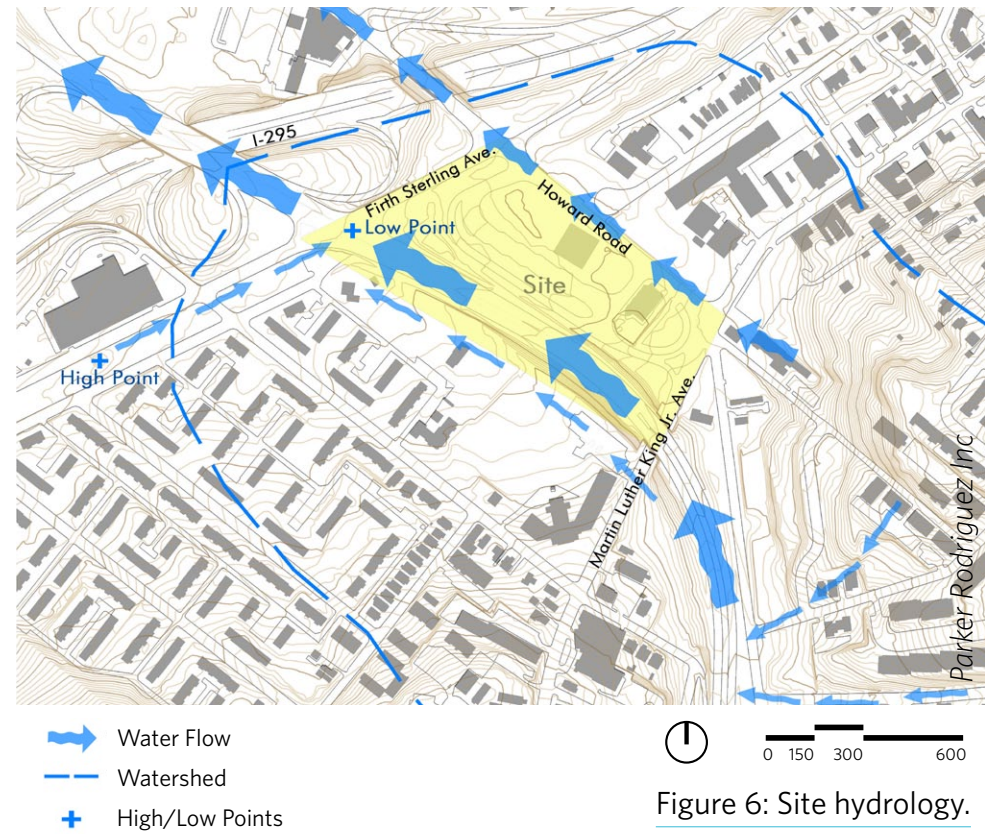 I-295
Firth Sterling Ave.
Low Point
Howard Road
Site
High Point
Martin Luther King Jr. Ave.
Parker Rodriguez Inc
Water Flow
Watershed
High/Low Points
0 150 300 600
Figure 6: Site hydrology.